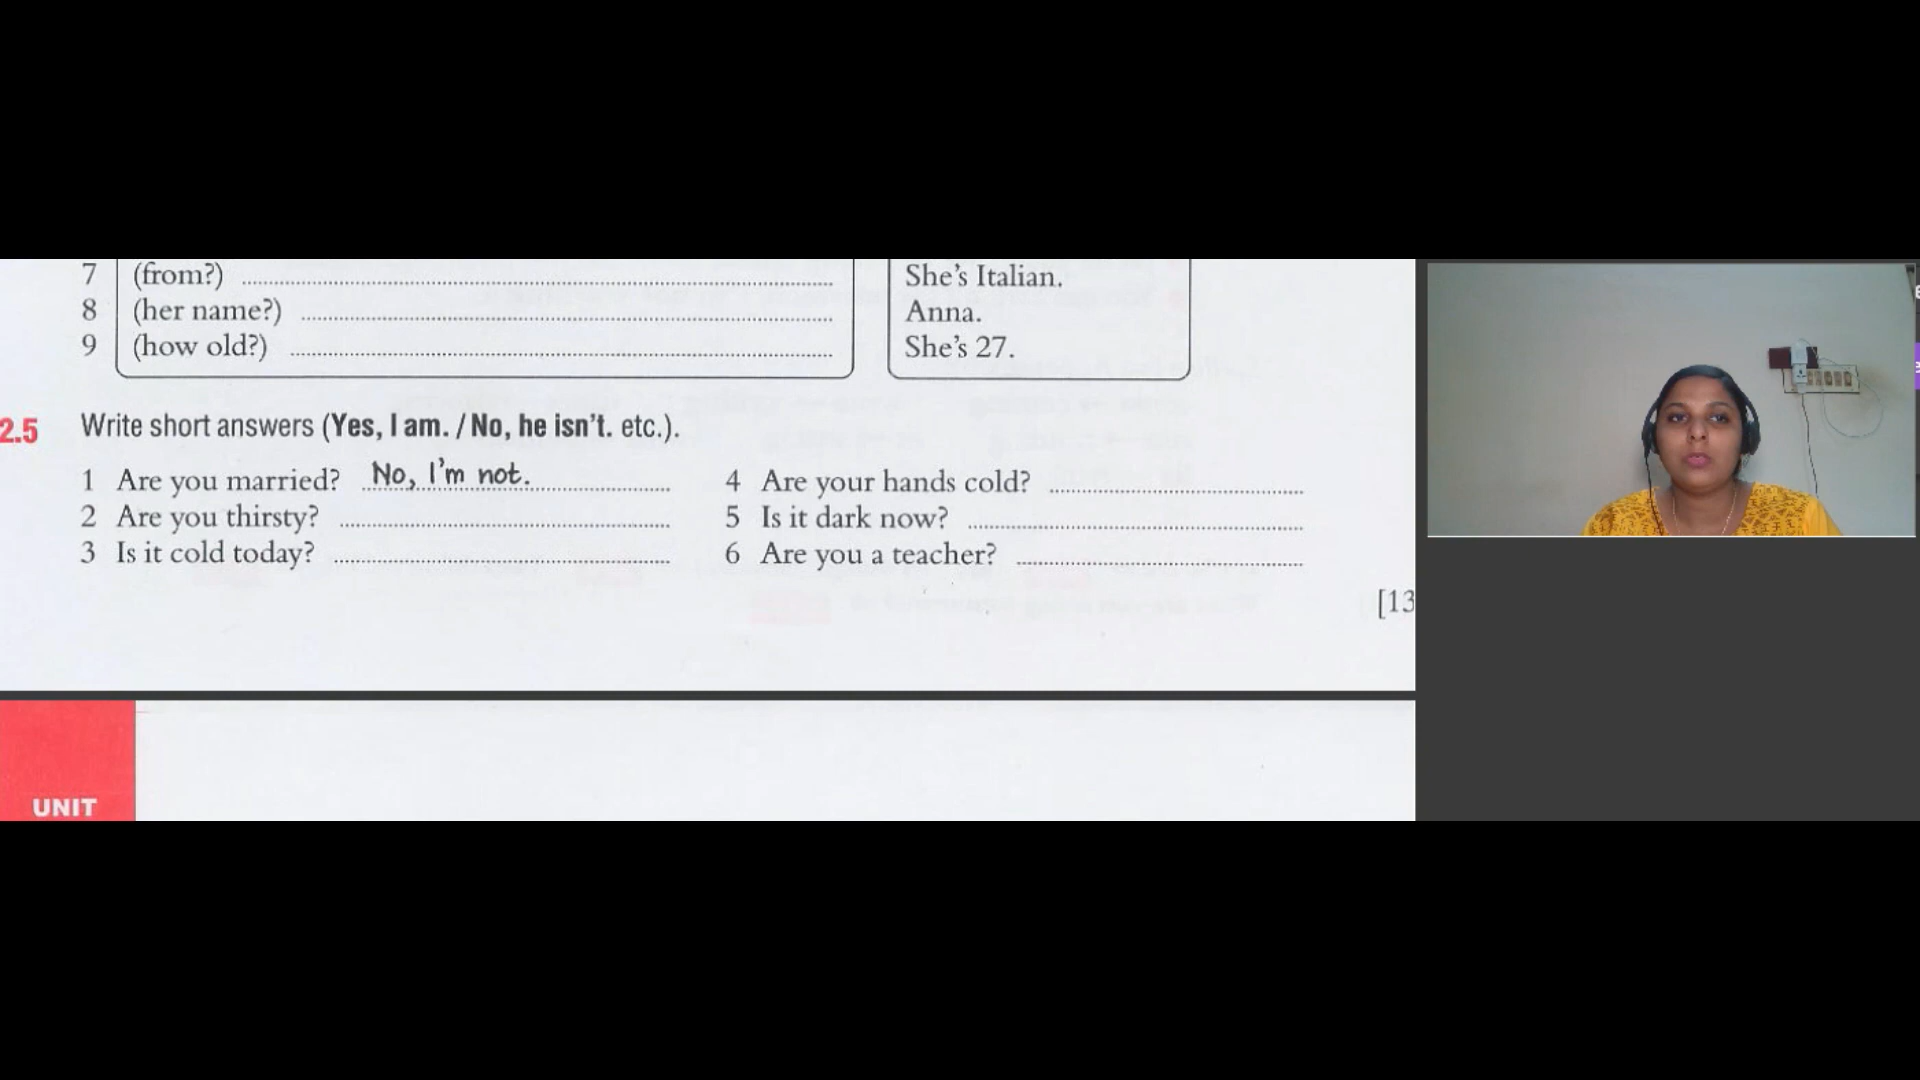 7 (from?) She's Italian.
8 (her name?) Anna.
9 (how old?) She's 27.
2.5 Write short answers (Yes, I am. / No, he isn't. etc.).
1 Are you married? No, I'm not.
2 Are you thirsty?
3 Is it cold today?
4 Are your hands cold?
5 Is it dark now?
6 Are you a teacher?
[13
UNIT